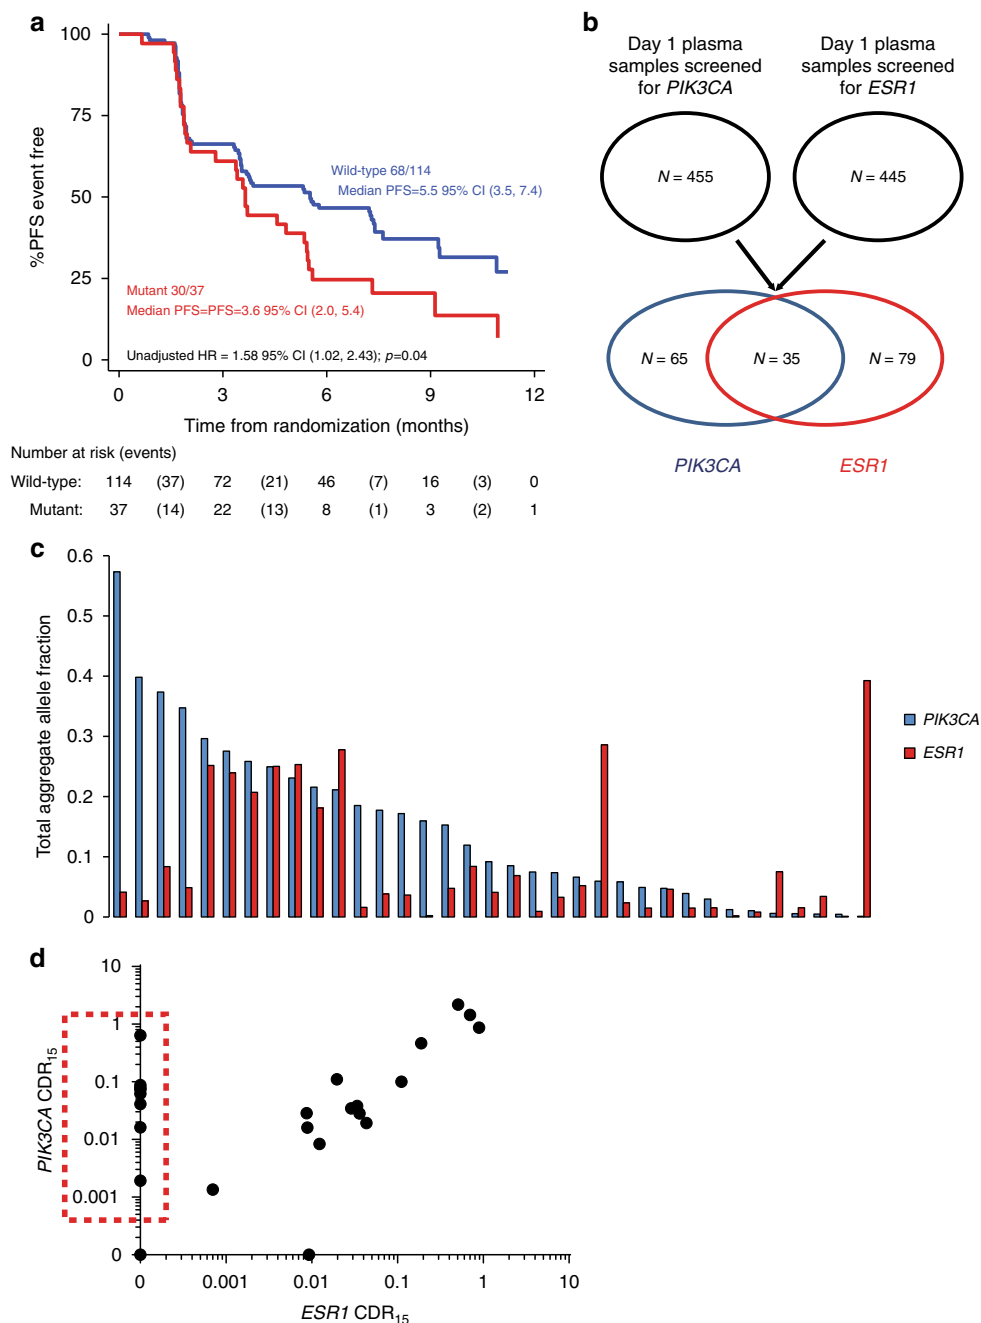 a
100
75
50
25
0
%PFS event free
Wild-type 68/114
Median PFS=5.5 95% CI (3.5, 7.4)
Mutant 30/37
Median PFS=PFS=3.6 95% CI (2.0, 5.4)
Unadjusted HR = 1.58 95% CI (1.02, 2.43); p=0.04
0 3 6 9 12
Time from randomization (months)
Number at risk (events)
Wild-type: 114 (37) 72 (21) 46 (7) 16 (3) 0
Mutant: 37 (14) 22 (13) 8 (1) 3 (2) 1
b
Day 1 plasma
samples screened
for PIK3CA
Day 1 plasma
samples screened
for ESR1
N = 455
N = 445
N = 65
N = 35
N = 79
PIK3CA
ESR1
c
0.6
0.5
0.4
0.3
0.2
0.1
0
Total aggregate allele fraction
PIK3CA
ESR1
d
10
1
0.1
0.01
0.001
0
PIK3CA CDR15
0 0.001 0.01 0.1 1 10
ESR1 CDR15